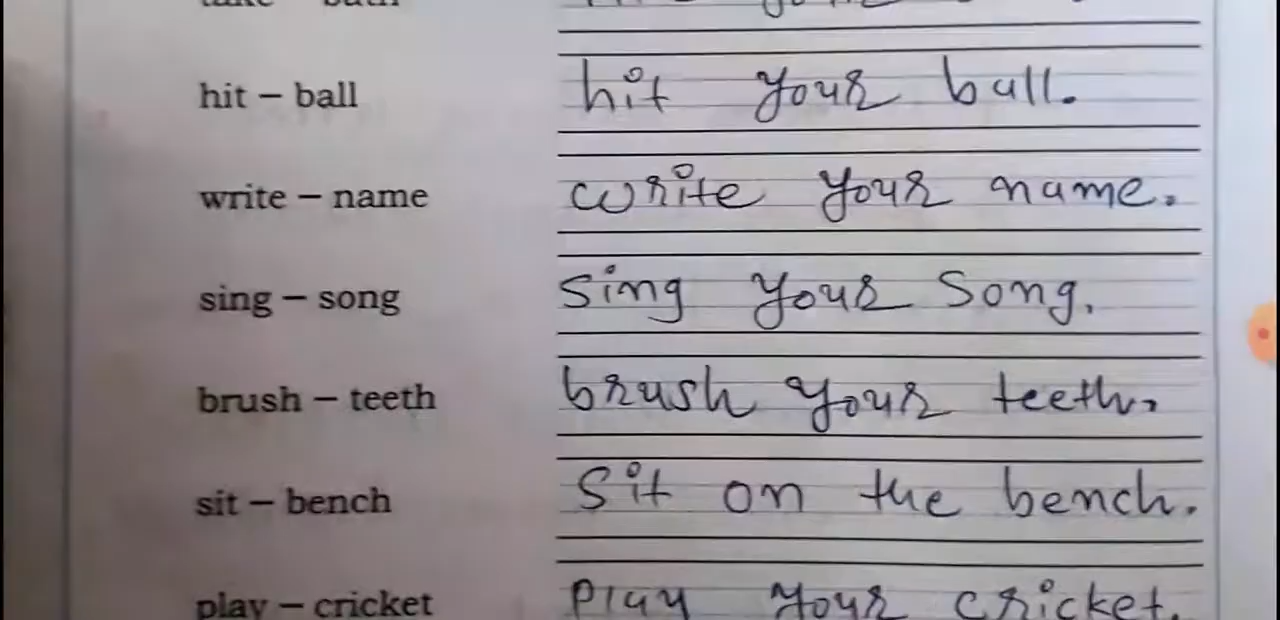 hit – ball hit your ball.
write – name write your name.
sing – song Sing your Song.
brush – teeth brush your teeth.
sit – bench Sit on the bench.
play – cricket Play your cricket.